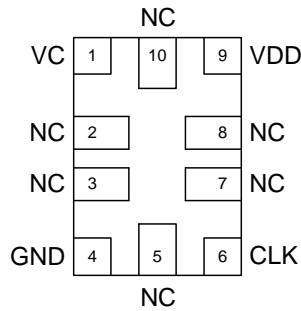 NC
VC 1 10 9 VDD
NC 2 8 NC
NC 3 7 NC
GND 4 5 6 CLK
NC